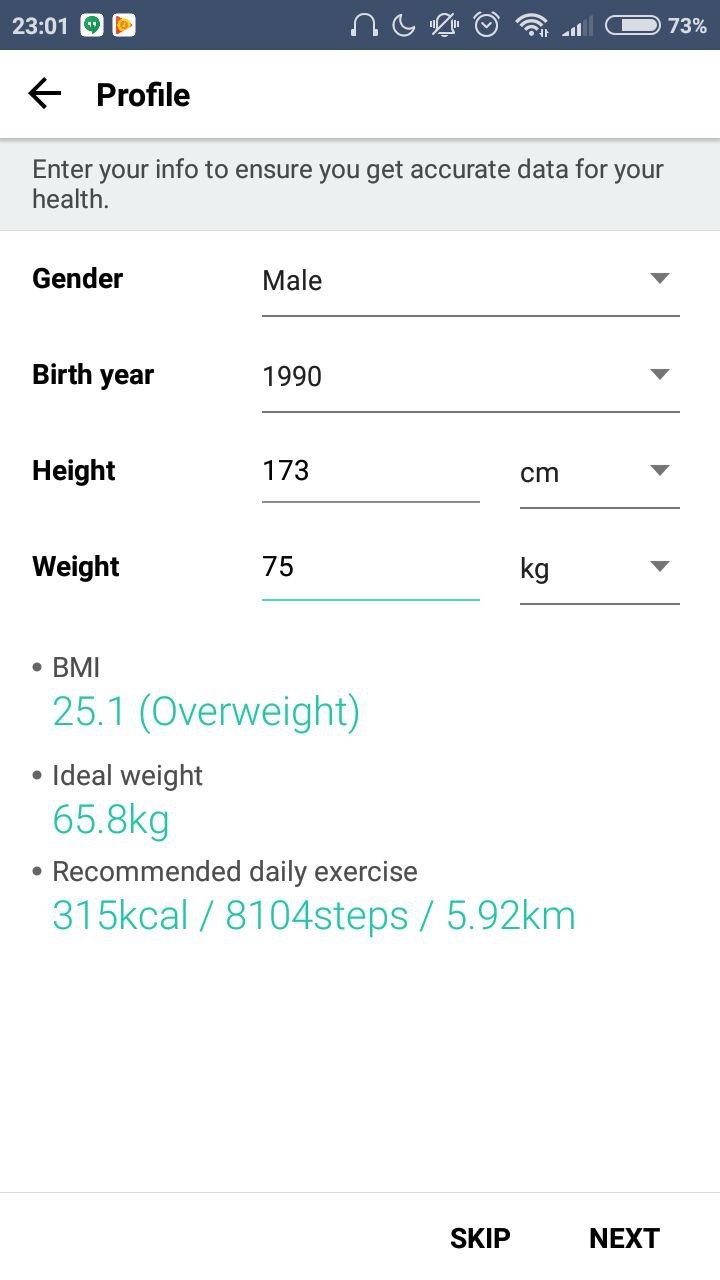 23:01 73%
Profile
Enter your info to ensure you get accurate data for your
health.
Gender Male
Birth year 1990
Height 173 cm
Weight 75 kg
• BMI
25.1 (Overweight)
• Ideal weight
65.8kg
• Recommended daily exercise
315kcal / 8104steps / 5.92km
SKIP NEXT